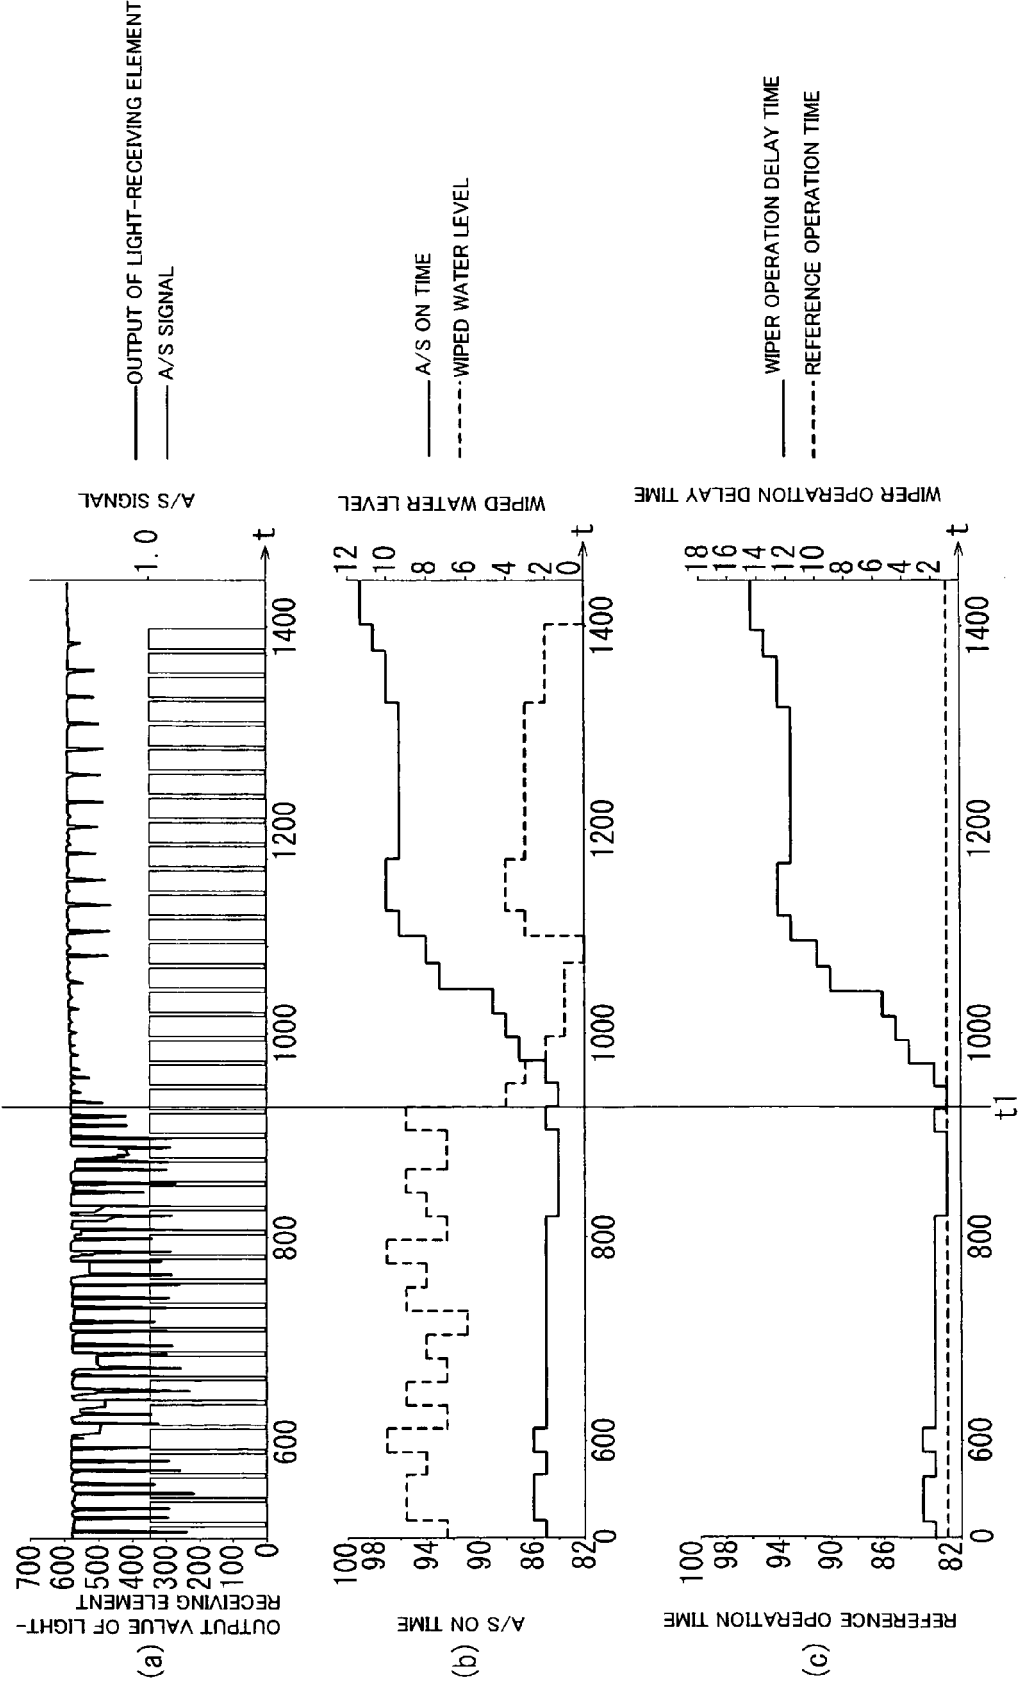 (a)
OUTPUT VALUE OF LIGHT-
RECEIVING ELEMENT
700
600
500
400
300
200
100
0
600
800
1000
1200
1400
t
1.0
A/S SIGNAL
OUTPUT OF LIGHT-RECEIVING ELEMENT
A/S SIGNAL
(b)
A/S ON TIME
100
98
94
90
86
82
0
600
800
1000
1200
1400
t
12
10
8
6
4
2
0
WIPED WATER LEVEL
A/S ON TIME
WIPED WATER LEVEL
(c)
REFERENCE OPERATION TIME
100
98
94
90
86
82
0
600
800
1000
1200
1400
t
18
16
14
12
10
8
6
4
2
WIPER OPERATION DELAY TIME
WIPER OPERATION DELAY TIME
REFERENCE OPERATION TIME
t1